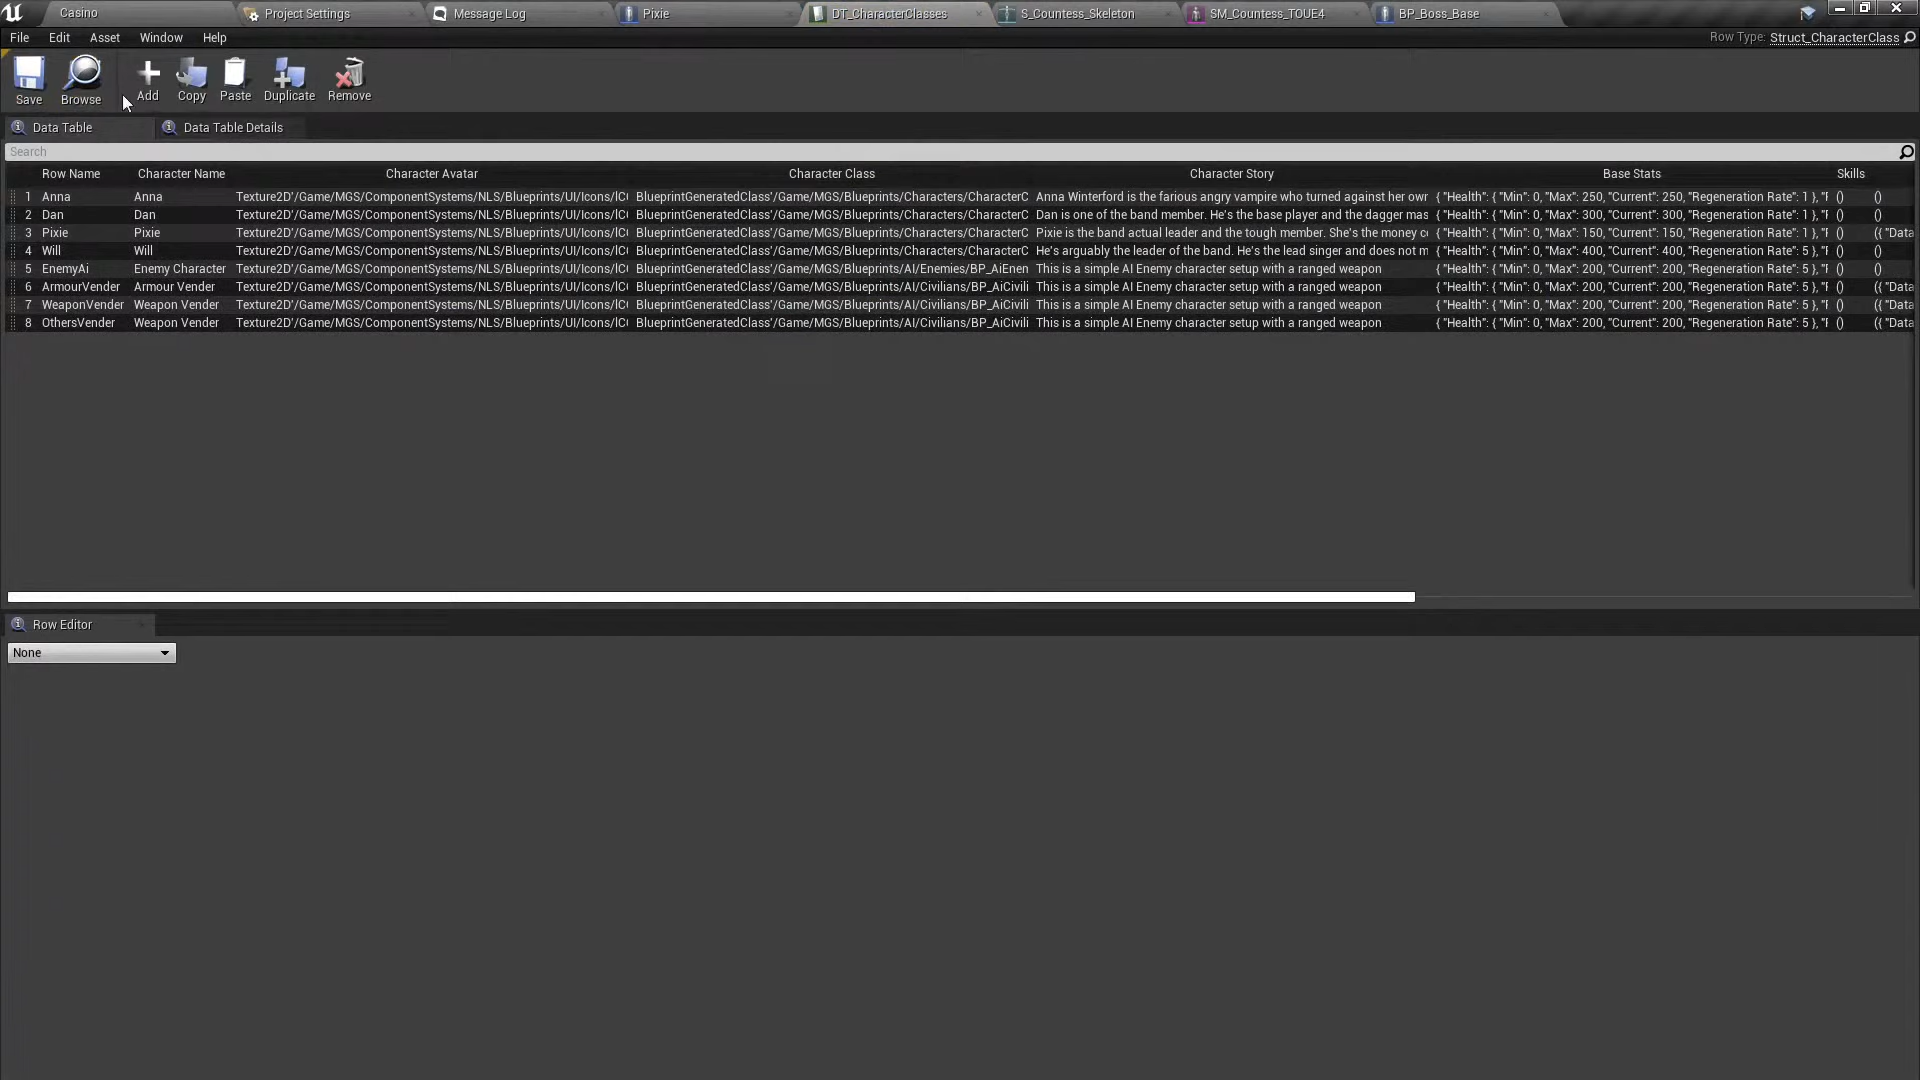 Casino Project Settings Message Log Pixie DT_CharacterClasses S_Countess_Skeleton SM_Countess_TOUE4 BP_Boss_Base
File Edit Asset Window Help Row Type: Struct_CharacterClass
Save Browse Add Copy Paste Duplicate Remove
Data Table Data Table Details
Search
Row Name Character Name Character Avatar Character Class Character Story Base Stats Skills
1 Anna Anna Texture2D'/Game/MGS/ComponentSystems/NLS/Blueprints/UI/Icons/IC( BlueprintGeneratedClass'/Game/MGS/Blueprints/Characters/CharacterC Anna Winterford is the farious angry vampire who turned against her own { "Health": { "Min": 0, "Max": 250, "Current": 250, "Regeneration Rate": 1 }, "F () ()
2 Dan Dan Texture2D'/Game/MGS/ComponentSystems/NLS/Blueprints/UI/Icons/IC( BlueprintGeneratedClass'/Game/MGS/Blueprints/Characters/CharacterC Dan is one of the band member. He's the base player and the dagger mas { "Health": { "Min": 0, "Max": 300, "Current": 300, "Regeneration Rate": 1 }, "F () ()
3 Pixie Pixie Texture2D'/Game/MGS/ComponentSystems/NLS/Blueprints/UI/Icons/IC( BlueprintGeneratedClass'/Game/MGS/Blueprints/Characters/CharacterC Pixie is the band actual leader and the tough member. She's the money c { "Health": { "Min": 0, "Max": 150, "Current": 150, "Regeneration Rate": 1 }, "F () (( "Data
4 Will Will Texture2D'/Game/MGS/ComponentSystems/NLS/Blueprints/UI/Icons/IC( BlueprintGeneratedClass'/Game/MGS/Blueprints/Characters/CharacterC He's arguably the leader of the band. He's the lead singer and does not m { "Health": { "Min": 0, "Max": 400, "Current": 400, "Regeneration Rate": 5 }, "F () ()
5 EnemyAi Enemy Character Texture2D'/Game/MGS/ComponentSystems/NLS/Blueprints/UI/Icons/IC( BlueprintGeneratedClass'/Game/MGS/Blueprints/AI/Enemies/BP_AiEnen This is a simple AI Enemy character setup with a ranged weapon { "Health": { "Min": 0, "Max": 200, "Current": 200, "Regeneration Rate": 5 }, "F () ()
6 ArmourVender Armour Vender Texture2D'/Game/MGS/ComponentSystems/NLS/Blueprints/UI/Icons/IC( BlueprintGeneratedClass'/Game/MGS/Blueprints/AI/Civilians/BP_AiCivili This is a simple AI Enemy character setup with a ranged weapon { "Health": { "Min": 0, "Max": 200, "Current": 200, "Regeneration Rate": 5 }, "F () (( "Data
7 WeaponVender Weapon Vender Texture2D'/Game/MGS/ComponentSystems/NLS/Blueprints/UI/Icons/IC( BlueprintGeneratedClass'/Game/MGS/Blueprints/AI/Civilians/BP_AiCivili This is a simple AI Enemy character setup with a ranged weapon { "Health": { "Min": 0, "Max": 200, "Current": 200, "Regeneration Rate": 5 }, "F () (( "Data
8 OthersVender Weapon Vender Texture2D'/Game/MGS/ComponentSystems/NLS/Blueprints/UI/Icons/IC( BlueprintGeneratedClass'/Game/MGS/Blueprints/AI/Civilians/BP_AiCivili This is a simple AI Enemy character setup with a ranged weapon { "Health": { "Min": 0, "Max": 200, "Current": 200, "Regeneration Rate": 5 }, "F () (( "Data
Row Editor
None